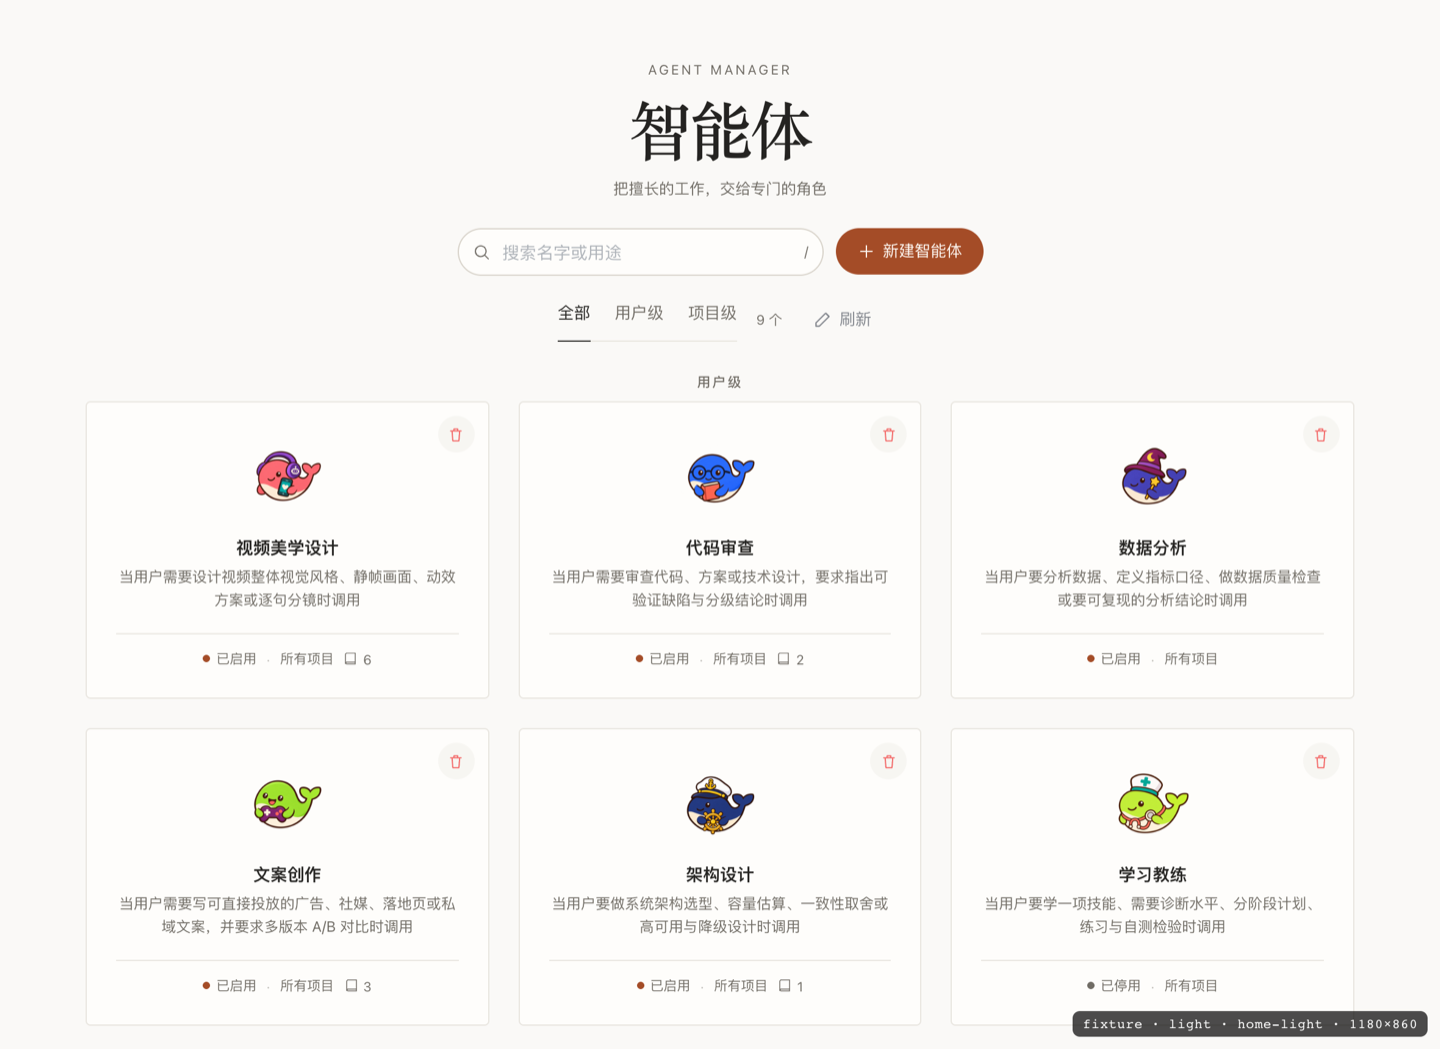 AGENT MANAGER
智能体
把擅长的工作，交给专门的角色
搜索名字或用途 /
新建智能体
全部 用户级 项目级 9 个 刷新
用户级
视频美学设计
当用户需要设计视频整体视觉风格、静帧画面、动效
方案或逐句分镜时调用
已启用 · 所有项目 6
代码审查
当用户需要审查代码、方案或技术设计，要求指出可
验证缺陷与分级结论时调用
已启用 · 所有项目 2
数据分析
当用户要分析数据、定义指标口径、做数据质量检查
或要可复现的分析结论时调用
已启用 · 所有项目
文案创作
当用户需要写可直接投放的广告、社媒、落地页或私
域文案，并要求多版本 A/B 对比时调用
已启用 · 所有项目 3
架构设计
当用户要做系统架构选型、容量估算、一致性取舍或
高可用与降级设计时调用
已启用 · 所有项目 1
学习教练
当用户要学一项技能、需要诊断水平、分阶段计划、
练习与自测检验时调用
已停用 · 所有项目
fixture · light · home-light · 1180×860